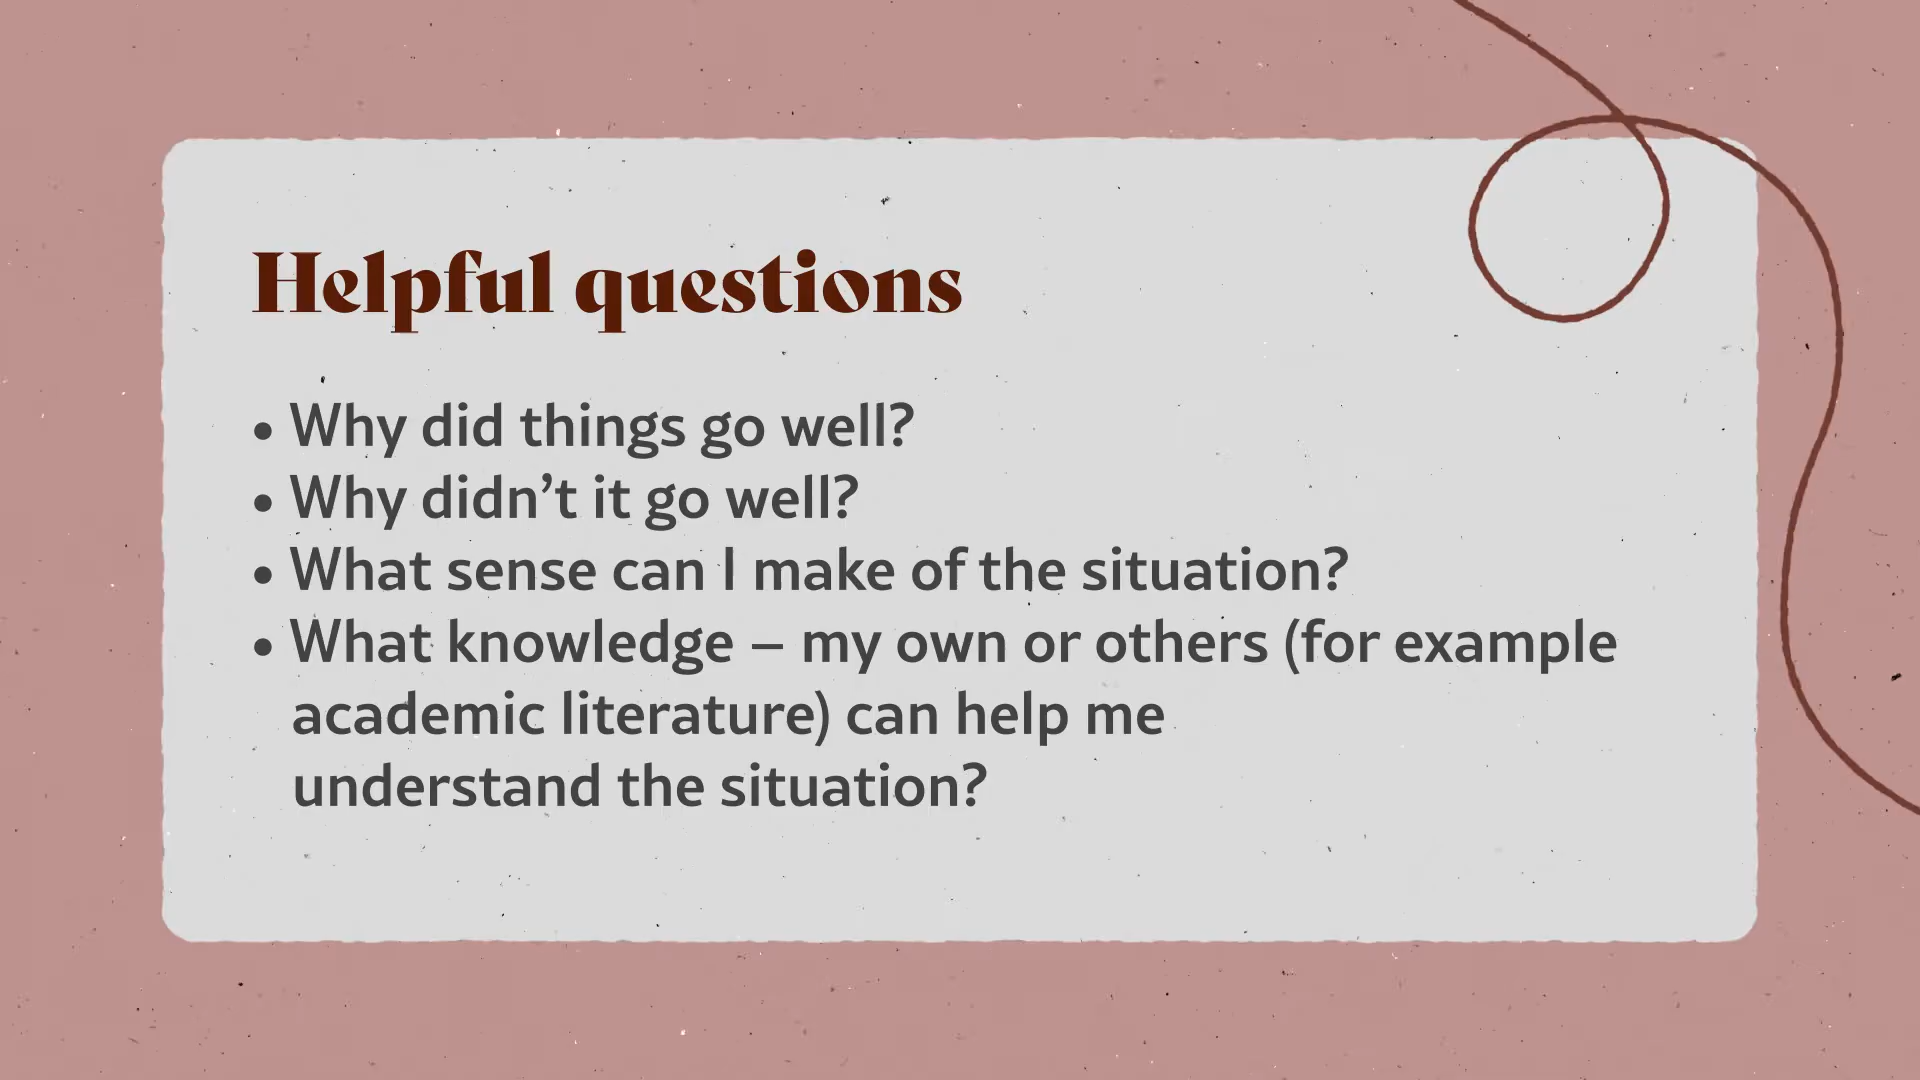 Helpful questions
• Why did things go well?
• Why didn’t it go well?
• What sense can I make of the situation?
• What knowledge – my own or others (for example
academic literature) can help me
understand the situation?